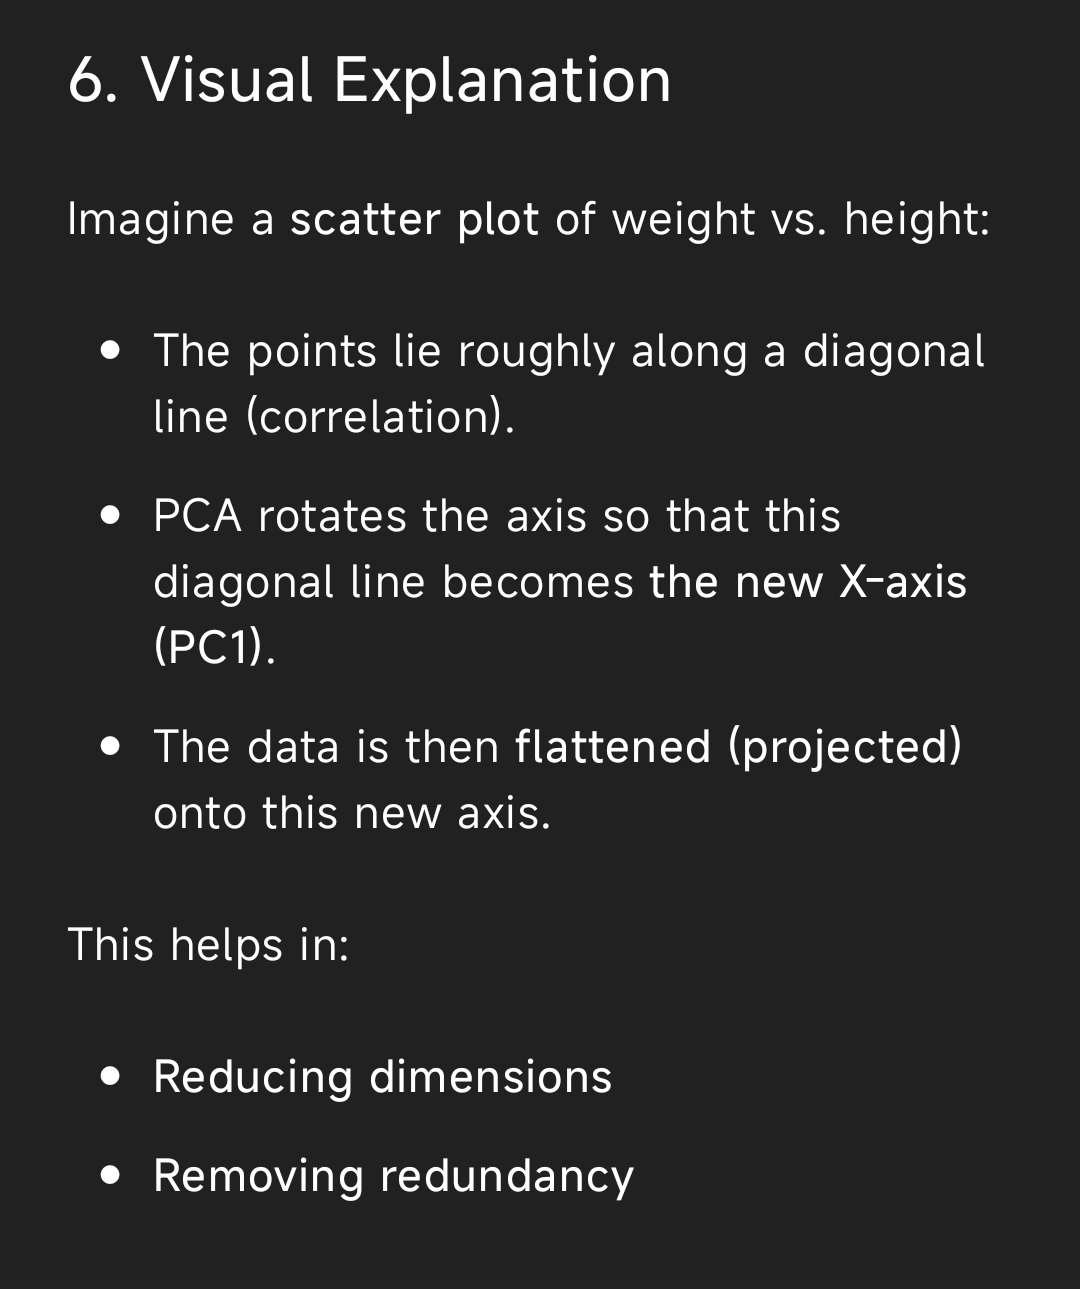 6. Visual Explanation
Imagine a scatter plot of weight vs. height:
• The points lie roughly along a diagonal
line (correlation).
• PCA rotates the axis so that this
diagonal line becomes the new X-axis
(PC1).
• The data is then flattened (projected)
onto this new axis.
This helps in:
• Reducing dimensions
• Removing redundancy